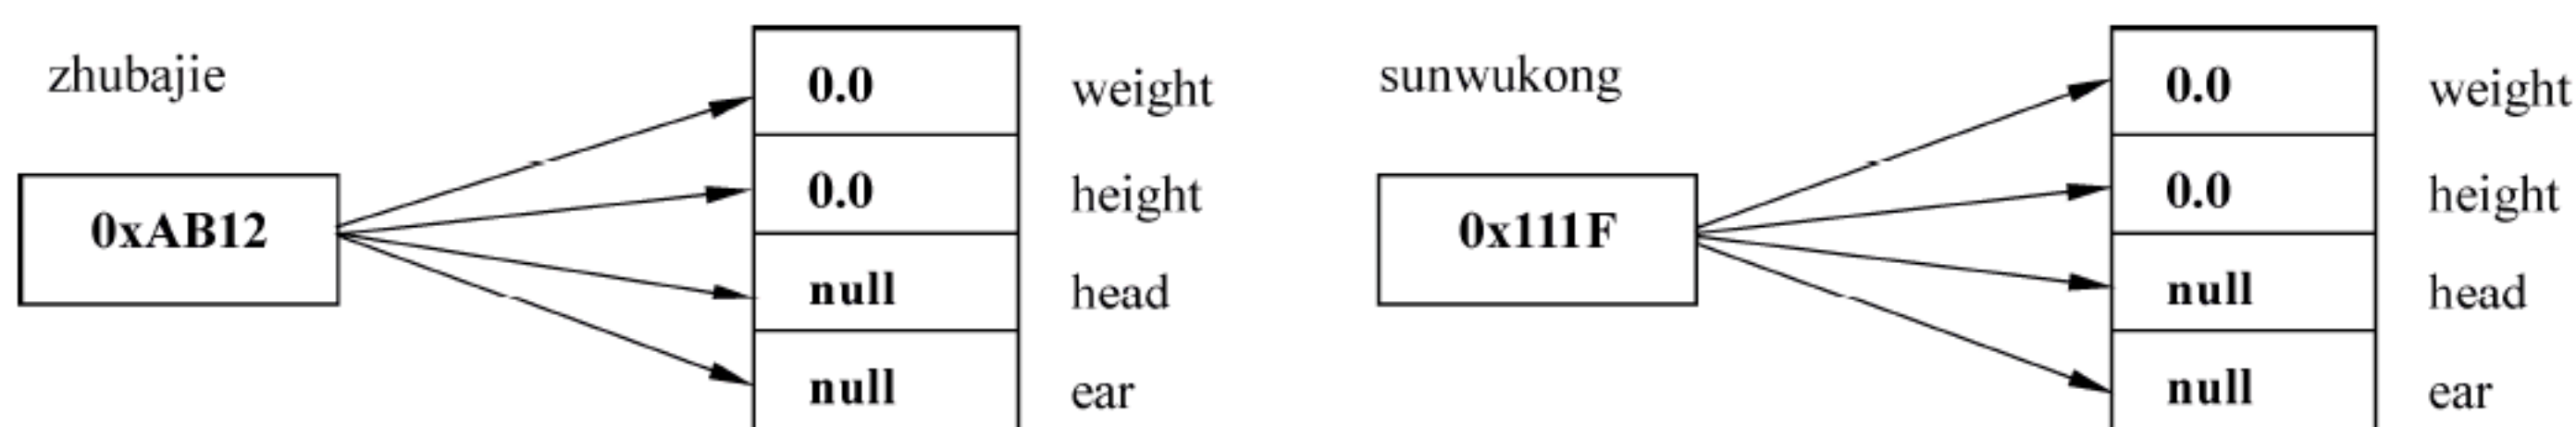 zhubajie
0xAB12
0.0 weight
0.0 height
null head
null ear
sunwukong
0x111F
0.0 weight
0.0 height
null head
null ear